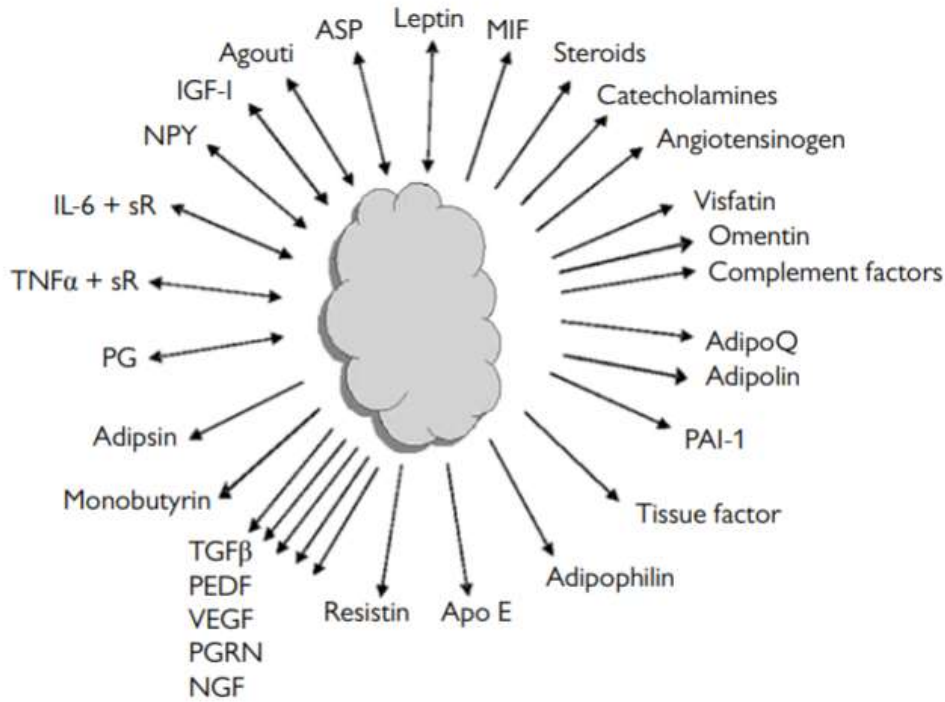 Leptin
ASP
MIF
Agouti
Steroids
IGF-I
Catecholamines
NPY
Angiotensinogen
IL-6 + sR
Visfatin
Omentin
TNFα + sR
Complement factors
PG
AdipoQ
Adipolin
Adipsin
PAI-1
Monobutyrin
Tissue factor
TGFβ
PEDF
VEGF
PGRN
NGF
Resistin
Apo E
Adipophilin